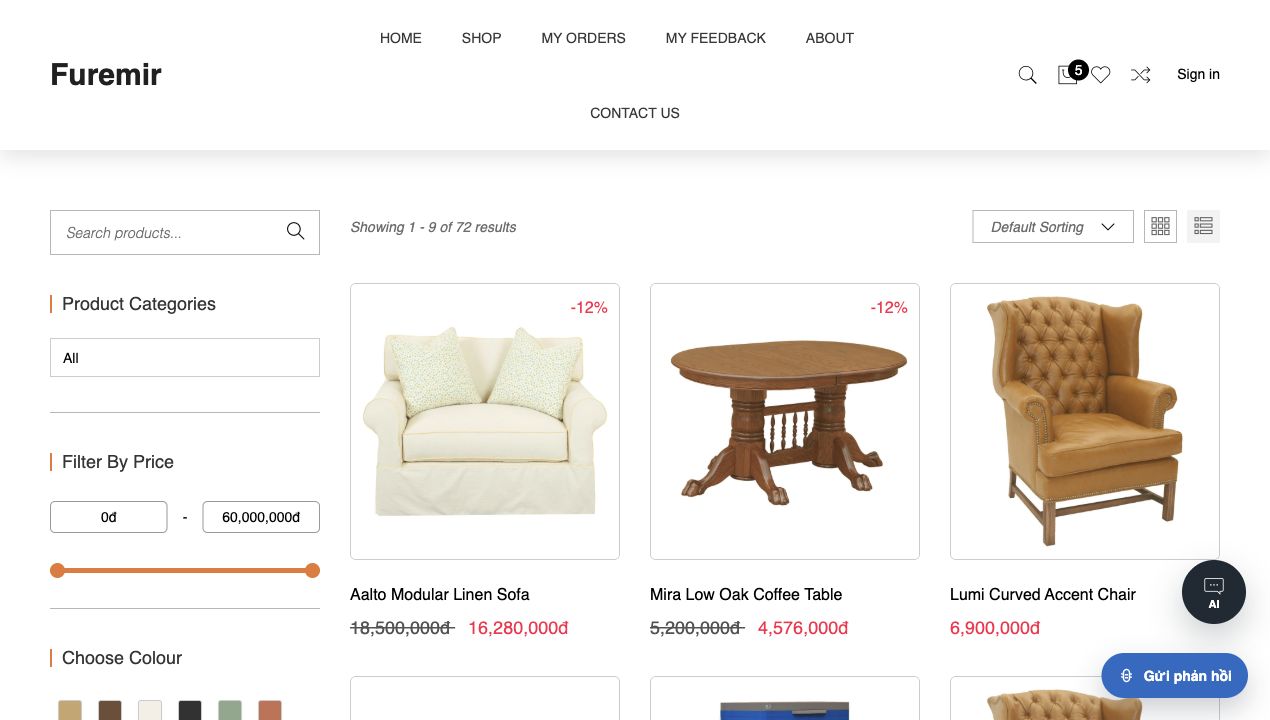 HOME SHOP MY ORDERS MY FEEDBACK ABOUT
Furemir
5
Sign in
CONTACT US
Search products...
Showing 1 - 9 of 72 results
Default Sorting
Product Categories
All
Filter By Price
0đ - 60,000,000đ
Choose Colour
-12%
-12%
Aalto Modular Linen Sofa
18,500,000đ 16,280,000đ
Mira Low Oak Coffee Table
5,200,000đ 4,576,000đ
Lumi Curved Accent Chair
6,900,000đ
AI
Gửi phản hồi